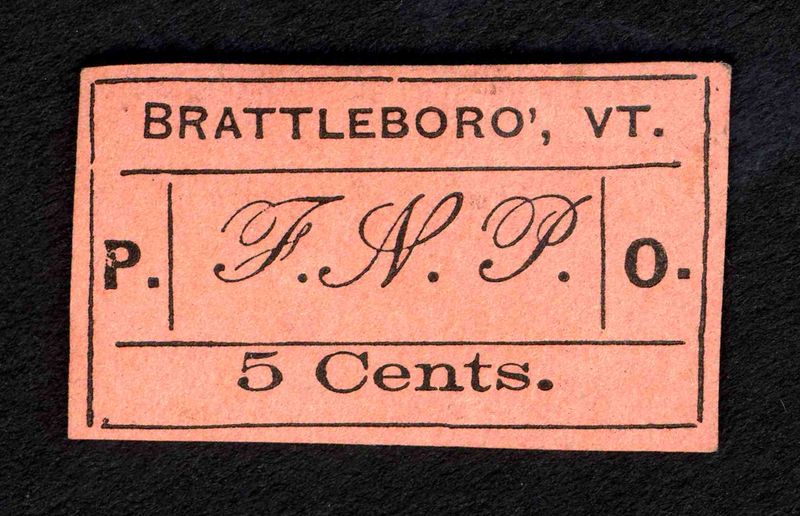 BRATTLEBORO', VT.
P. F. N. P. O.
5 Cents.